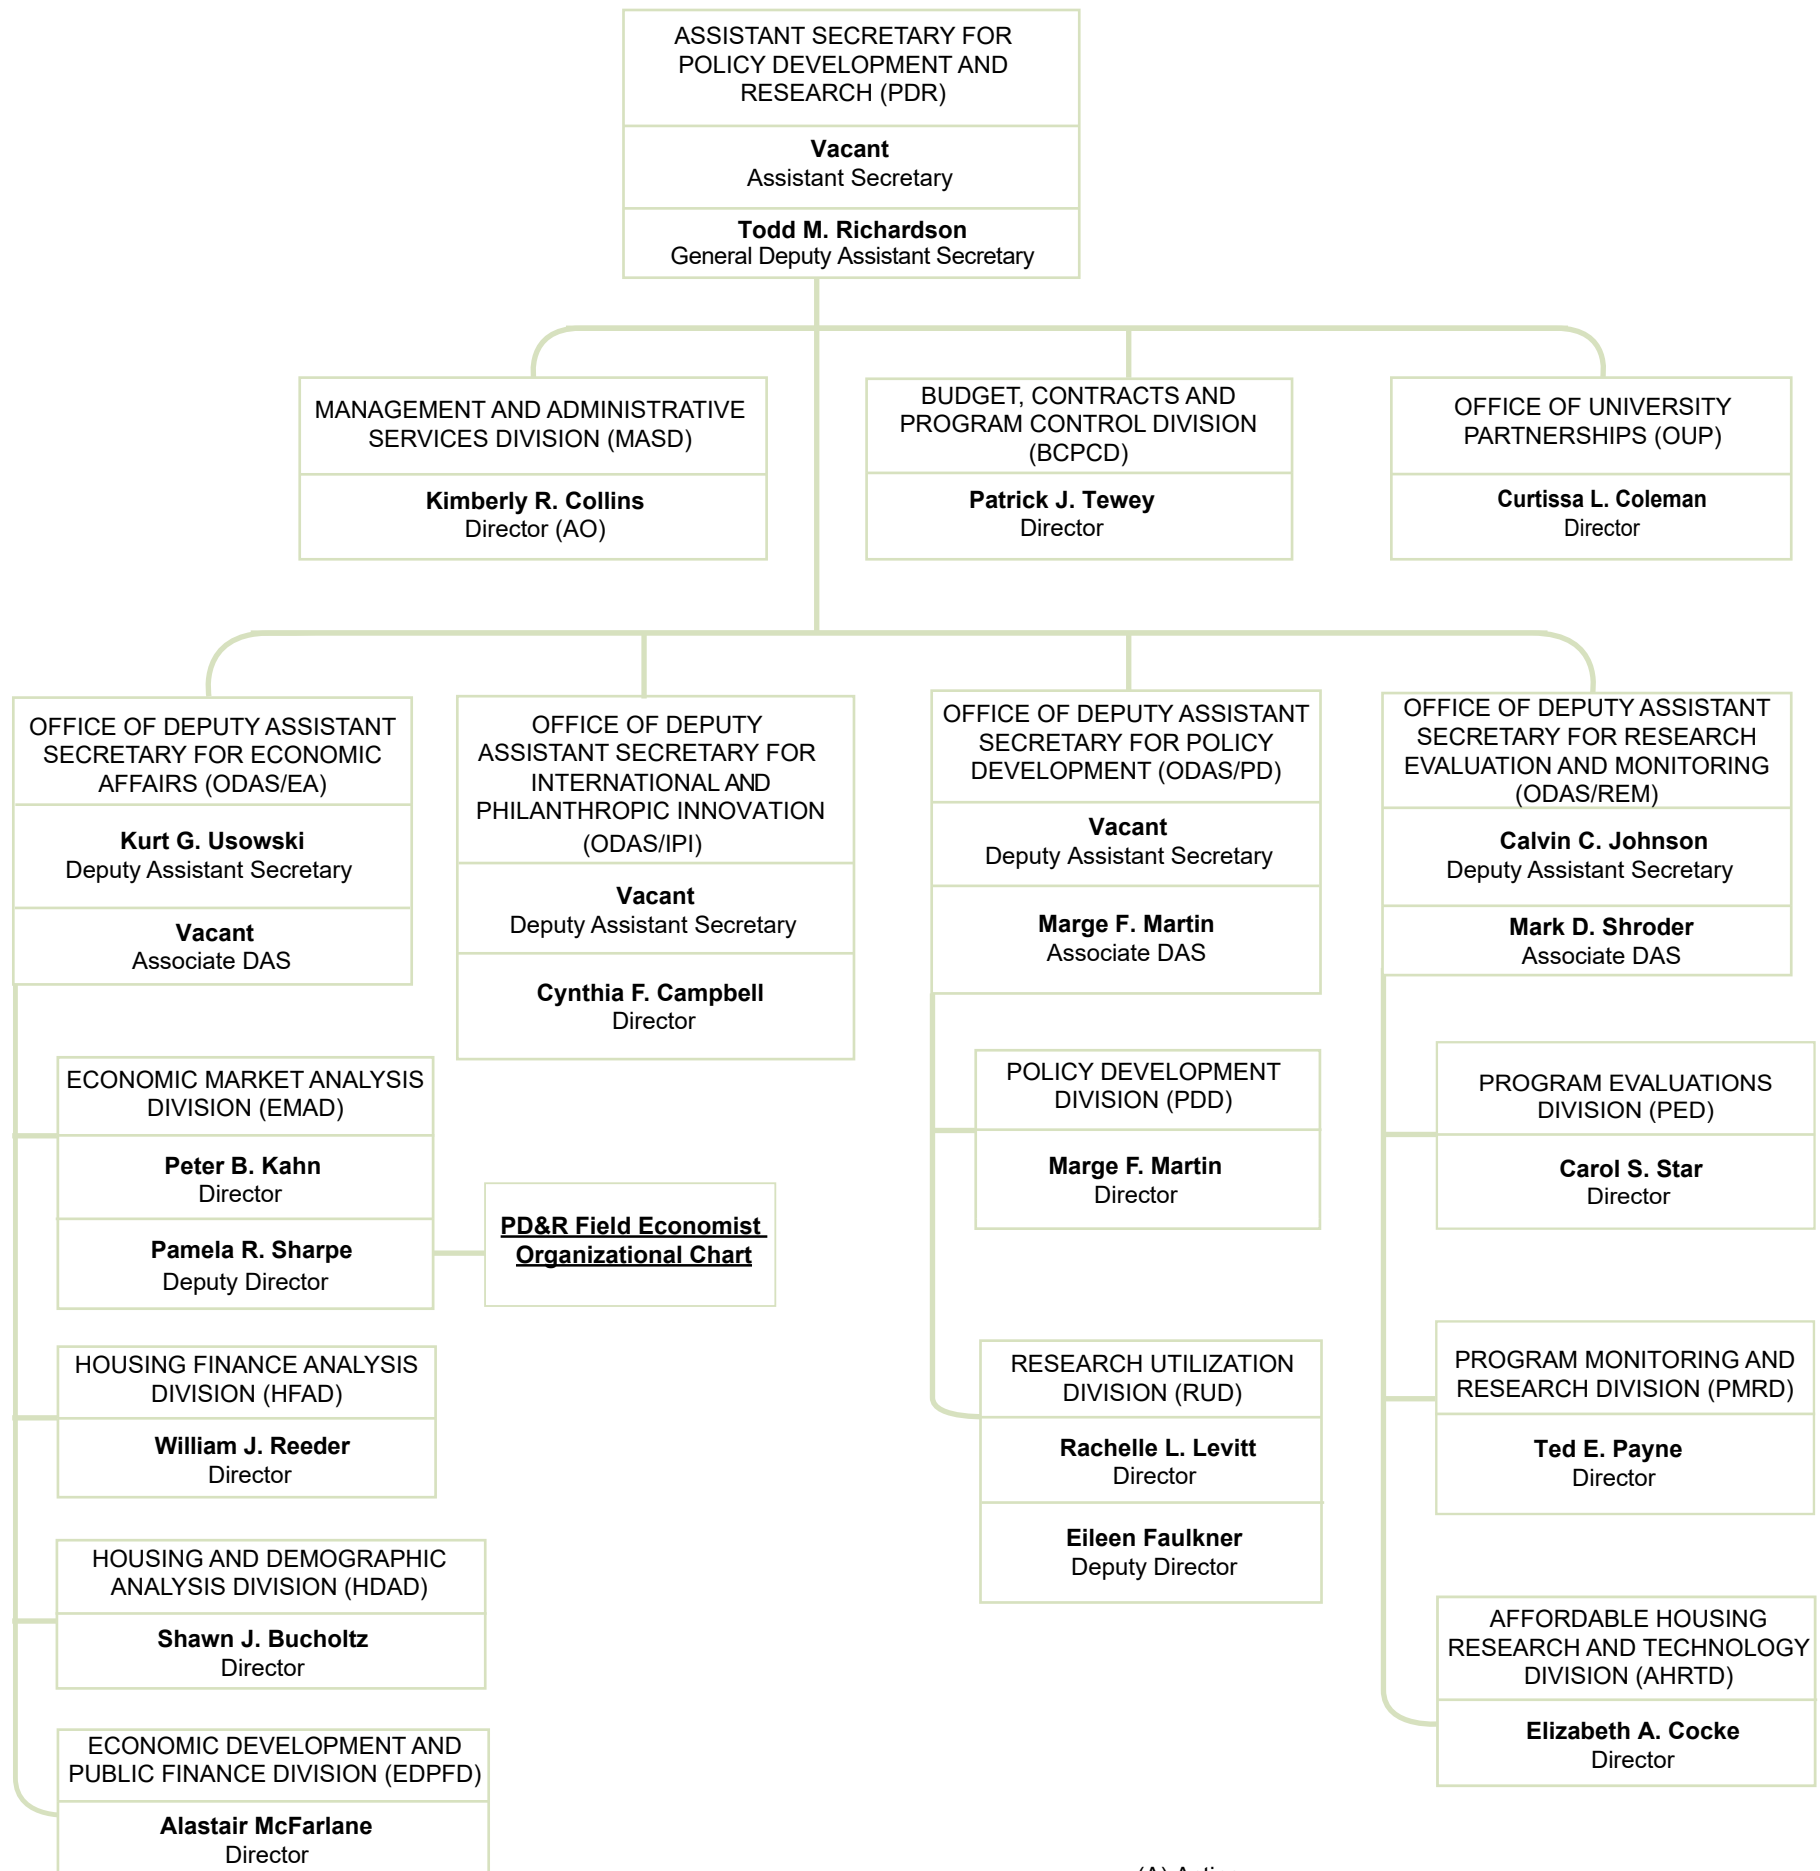 ASSISTANT SECRETARY FOR
POLICY DEVELOPMENT AND
RESEARCH (PDR)
Vacant
Assistant Secretary
Todd M. Richardson
General Deputy Assistant Secretary
MANAGEMENT AND ADMINISTRATIVE
SERVICES DIVISION (MASD)
Kimberly R. Collins
Director (AO)
BUDGET, CONTRACTS AND
PROGRAM CONTROL DIVISION
(BCPCD)
Patrick J. Tewey
Director
OFFICE OF UNIVERSITY
PARTNERSHIPS (OUP)
Curtissa L. Coleman
Director
OFFICE OF DEPUTY ASSISTANT
SECRETARY FOR ECONOMIC
AFFAIRS (ODAS/EA)
Kurt G. Usowski
Deputy Assistant Secretary
Vacant
Associate DAS
ECONOMIC MARKET ANALYSIS
DIVISION (EMAD)
Peter B. Kahn
Director
Pamela R. Sharpe
Deputy Director
PD&R Field Economist
Organizational Chart
HOUSING FINANCE ANALYSIS
DIVISION (HFAD)
William J. Reeder
Director
HOUSING AND DEMOGRAPHIC
ANALYSIS DIVISION (HDAD)
Shawn J. Bucholtz
Director
ECONOMIC DEVELOPMENT AND
PUBLIC FINANCE DIVISION (EDPFD)
Alastair McFarlane
Director
OFFICE OF DEPUTY
ASSISTANT SECRETARY FOR
INTERNATIONAL AND
PHILANTHROPIC INNOVATION
(ODAS/IPI)
Vacant
Deputy Assistant Secretary
Cynthia F. Campbell
Director
OFFICE OF DEPUTY ASSISTANT
SECRETARY FOR POLICY
DEVELOPMENT (ODAS/PD)
Vacant
Deputy Assistant Secretary
Marge F. Martin
Associate DAS
POLICY DEVELOPMENT
DIVISION (PDD)
Marge F. Martin
Director
RESEARCH UTILIZATION
DIVISION (RUD)
Rachelle L. Levitt
Director
Eileen Faulkner
Deputy Director
OFFICE OF DEPUTY ASSISTANT
SECRETARY FOR RESEARCH
EVALUATION AND MONITORING
(ODAS/REM)
Calvin C. Johnson
Deputy Assistant Secretary
Mark D. Shroder
Associate DAS
PROGRAM EVALUATIONS
DIVISION (PED)
Carol S. Star
Director
PROGRAM MONITORING AND
RESEARCH DIVISION (PMRD)
Ted E. Payne
Director
AFFORDABLE HOUSING
RESEARCH AND TECHNOLOGY
DIVISION (AHRTD)
Elizabeth A. Cocke
Director